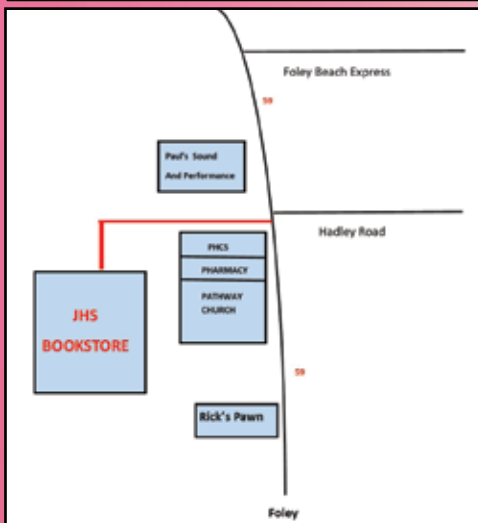 Foley Beach Express
59
Paul's Sound
And Performance
Hadley Road
PHCS
PHARMACY
PATHWAY
CHURCH
JHS
BOOKSTORE
59
Rick's Pawn
Foley